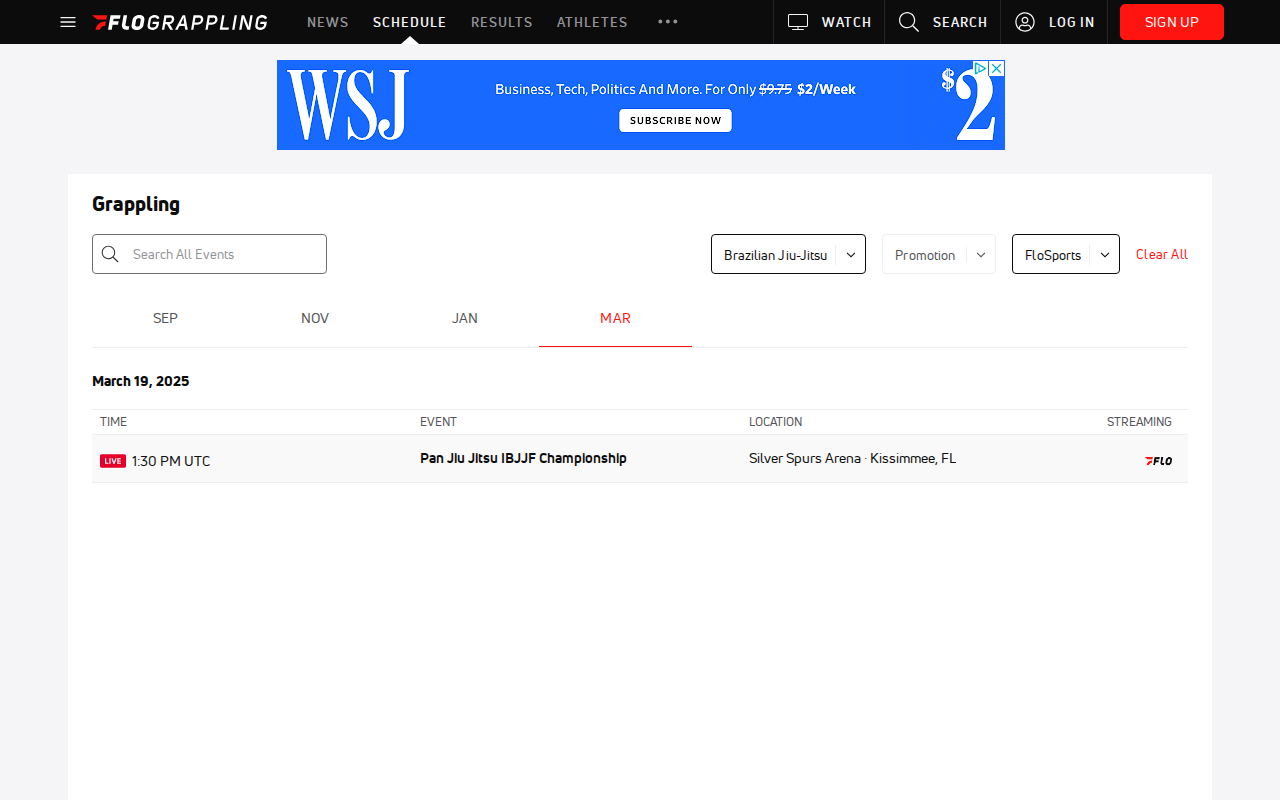 FLOGRAPPLING NEWS SCHEDULE RESULTS ATHLETES WATCH SEARCH LOG IN SIGN UP
WSJ Business, Tech, Politics And More. For Only $9.75 $2/Week $2
SUBSCRIBE NOW
Grappling
Search All Events Brazilian Jiu-Jitsu Promotion FloSports Clear All
SEP NOV JAN MAR
March 19, 2025
TIME EVENT LOCATION STREAMING
LIVE 1:30 PM UTC Pan Jiu Jitsu IBJJF Championship Silver Spurs Arena · Kissimmee, FL FLO